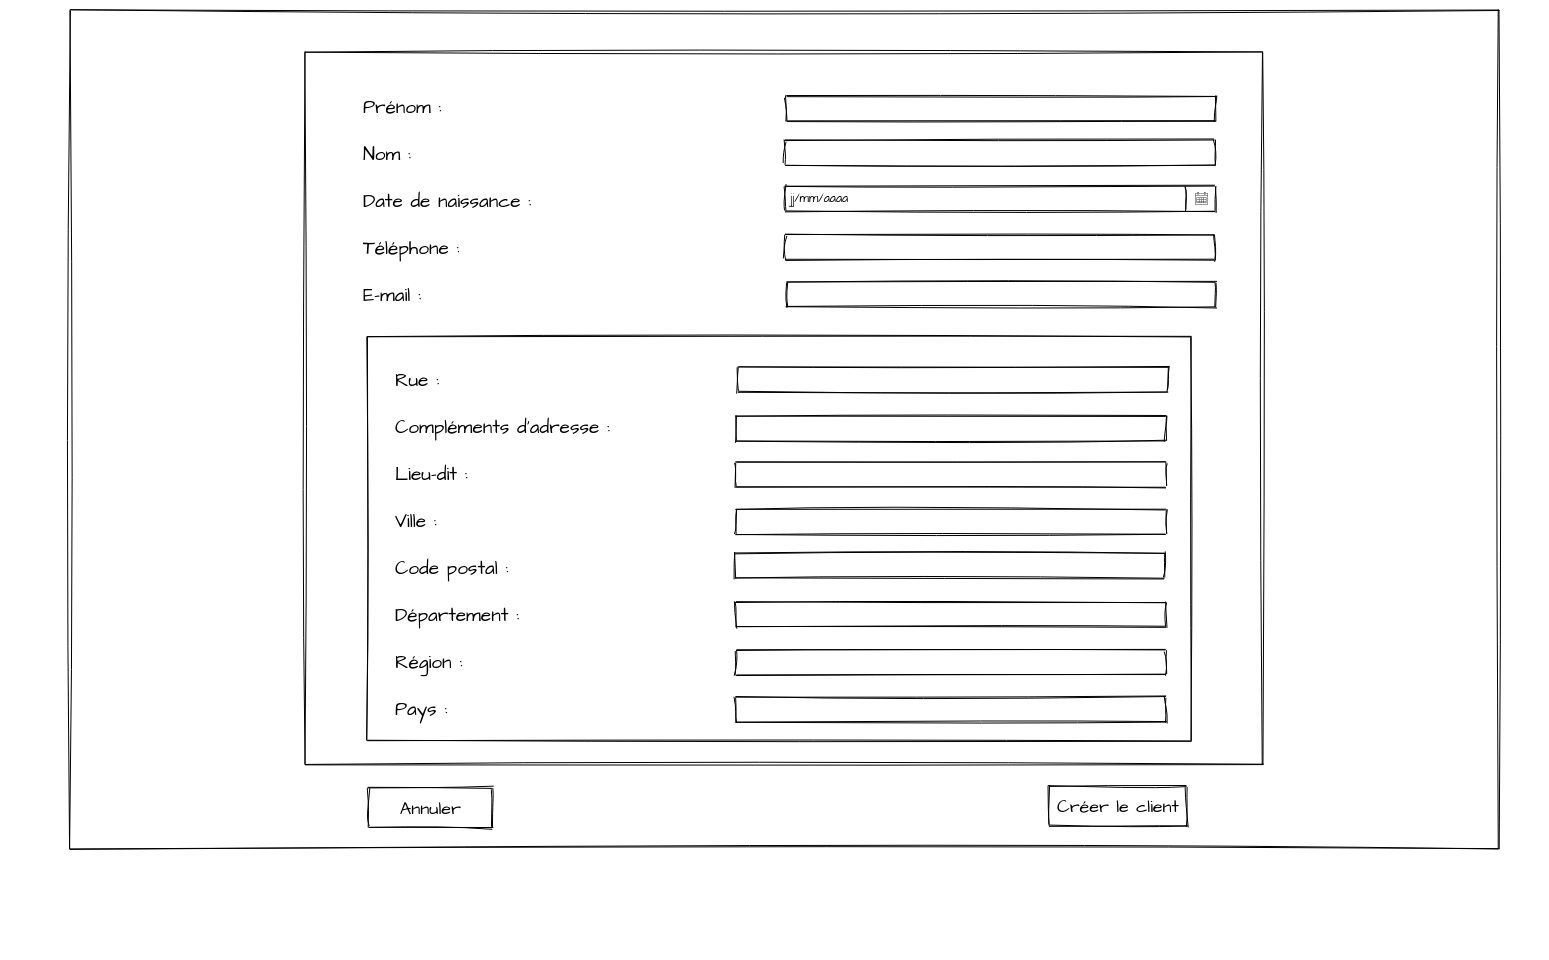 Prénom :
Nom :
Date de naissance :
jj/mm/aaaa
Téléphone :
E-mail :
Rue :
Compléments d'adresse :
Lieu-dit :
Ville :
Code postal :
Département :
Région :
Pays :
Annuler
Créer le client